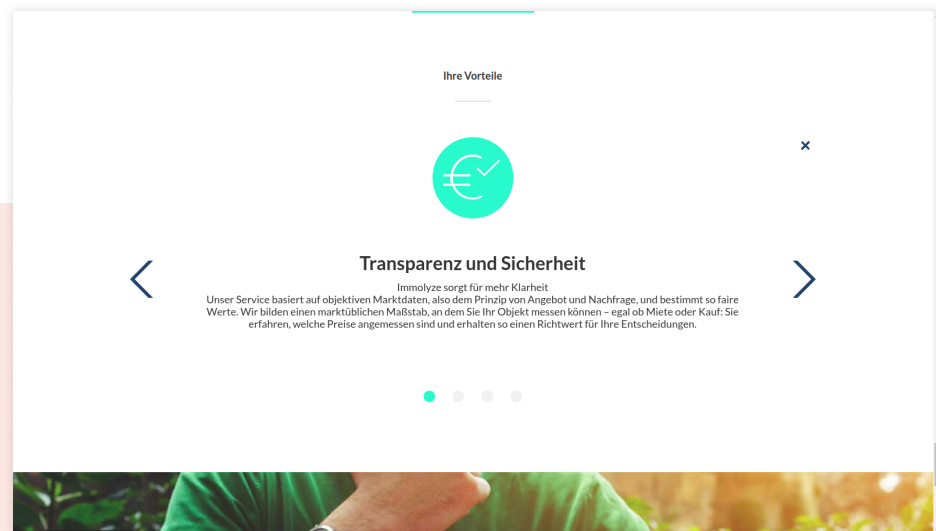 Ihre Vorteile
Transparenz und Sicherheit
Immolyze sorgt für mehr Klarheit
Unser Service basiert auf objektiven Marktdaten, also dem Prinzip von Angebot und Nachfrage, und bestimmt so faire
Werte. Wir bilden einen marktüblichen Maßstab, an dem Sie Ihr Objekt messen können – egal ob Miete oder Kauf: Sie
erfahren, welche Preise angemessen sind und erhalten so einen Richtwert für Ihre Entscheidungen.